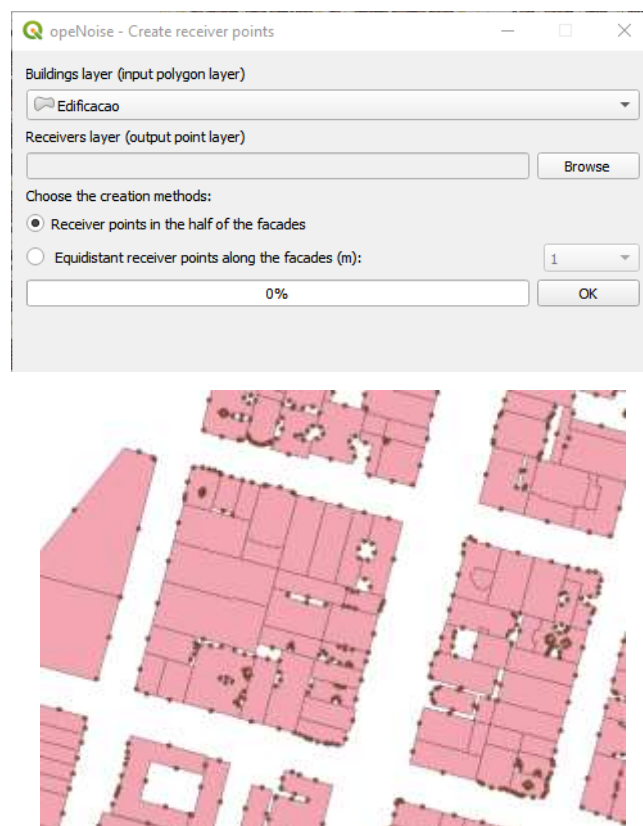 opeNoise - Create receiver points
Buildings layer (input polygon layer)
Edificacao
Receivers layer (output point layer)
Browse
Choose the creation methods:
Receiver points in the half of the facades
Equidistant receiver points along the facades (m):
1
0%
OK